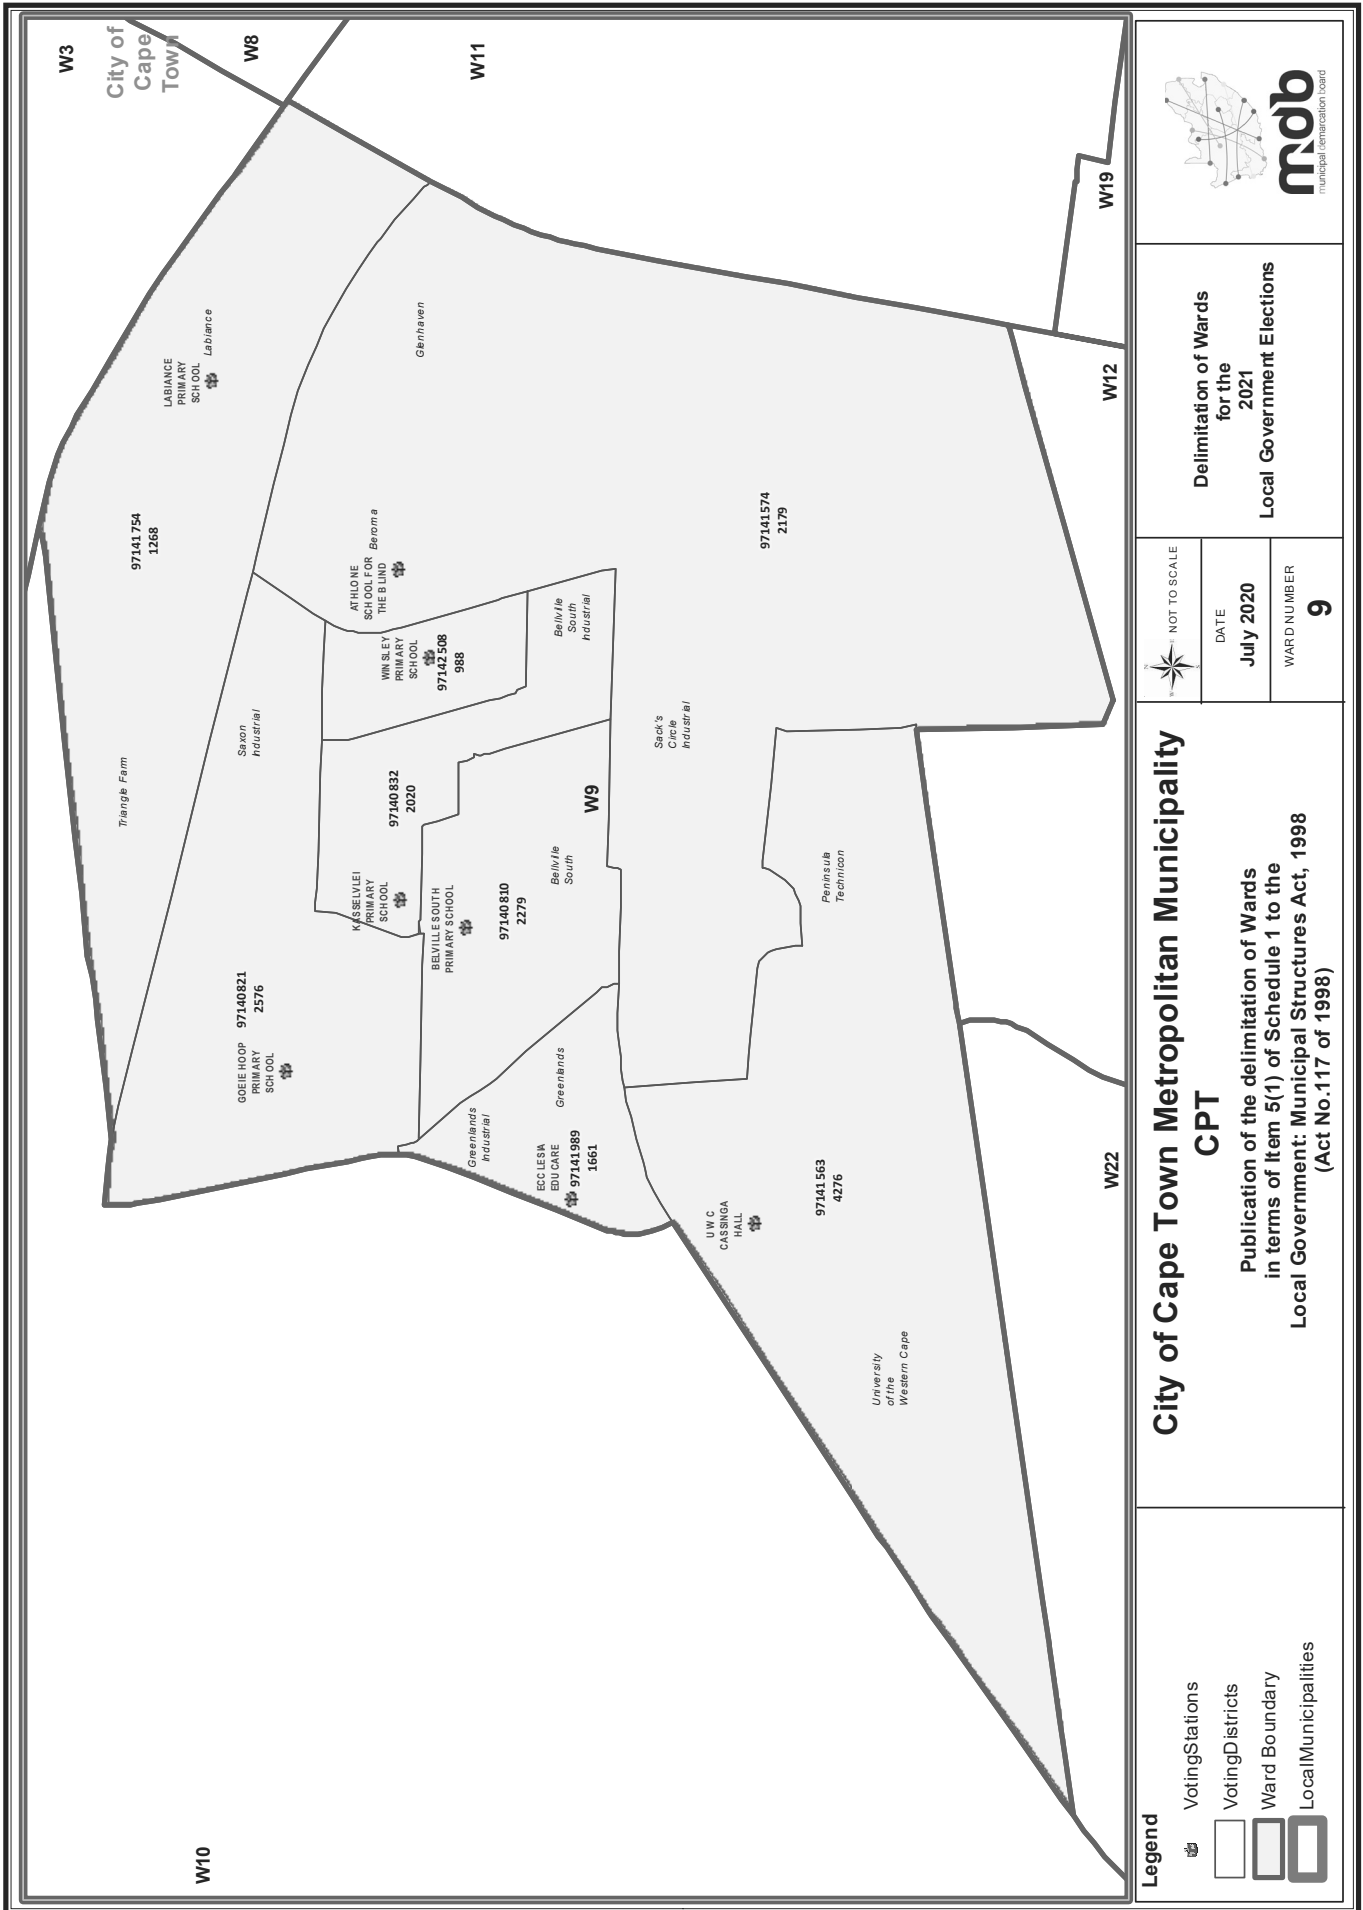 W3
City of
Cape
Town
W8
W11
W19
W12
W22
W10
W9
LABIANCE
PRIMARY
SCHOOL
Labiance
Glenhaven
97141754
1268
ATHLONE
SCHOOL FOR
THE BLIND
Beroma
97141574
2179
WINSLEY
PRIMARY
SCHOOL
97142508
988
Bellville
South
Industrial
Saxon
Industrial
Sack's
Circle
Industrial
Triangle Farm
97140832
2020
KASSELVLEI
PRIMARY
SCHOOL
BELVILLE SOUTH
PRIMARY SCHOOL
97140810
2279
Bellville
South
Peninsula
Technicon
97140821
2576
GOEIE HOOP
PRIMARY
SCHOOL
Greenlands
Greenlands
Industrial
ECCLESIA
EDUCARE
97141989
1661
UWC
CASSINGA
HALL
97141563
4276
University
of the
Western Cape
Legend
VotingStations
VotingDistricts
Ward Boundary
LocalMunicipalities
City of Cape Town Metropolitan Municipality
CPT
Publication of the delimitation of Wards
in terms of Item 5(1) of Schedule 1 to the
Local Government: Municipal Structures Act, 1998
(Act No.117 of 1998)
N
E
S
W
NOT TO SCALE
DATE
July 2020
WARD NUMBER
9
Delimitation of Wards
for the
2021
Local Government Elections
mdb
municipal demarcation board